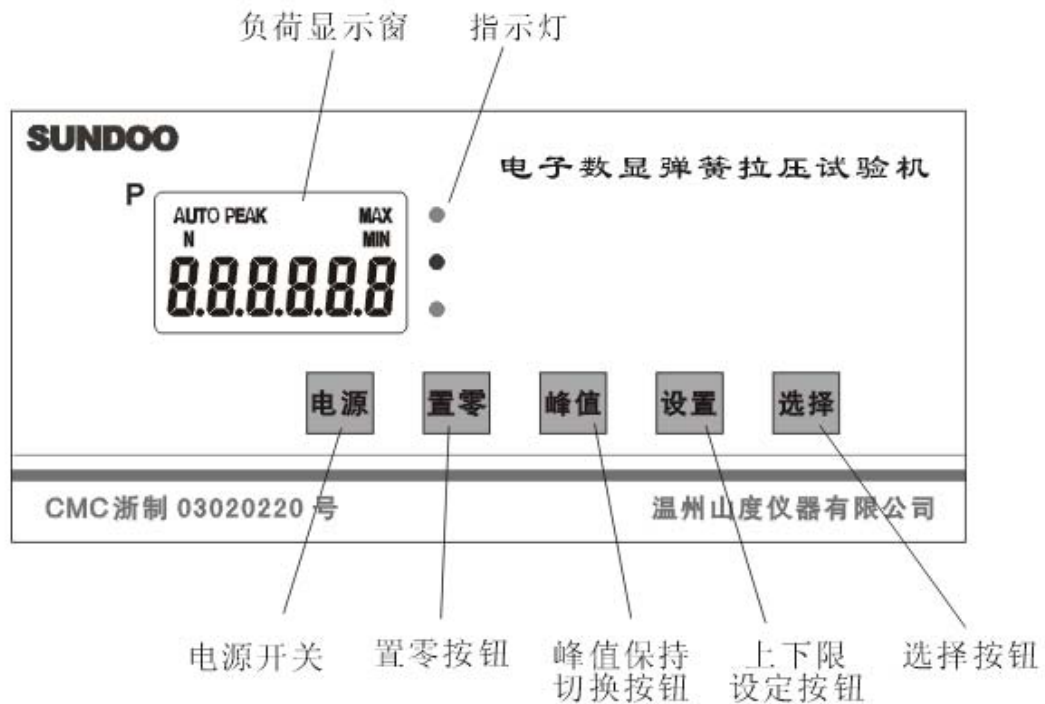 负荷显示窗 指示灯
SUNDOO
电子数显弹簧拉压试验机
P
AUTO PEAK MAX
N MIN
8.8.8.8.8.8
电源 置零 峰值 设置 选择
CMC浙制 03020220 号 温州山度仪器有限公司
电源开关 置零按钮 峰值保持 上下限 选择按钮
切换按钮 设定按钮